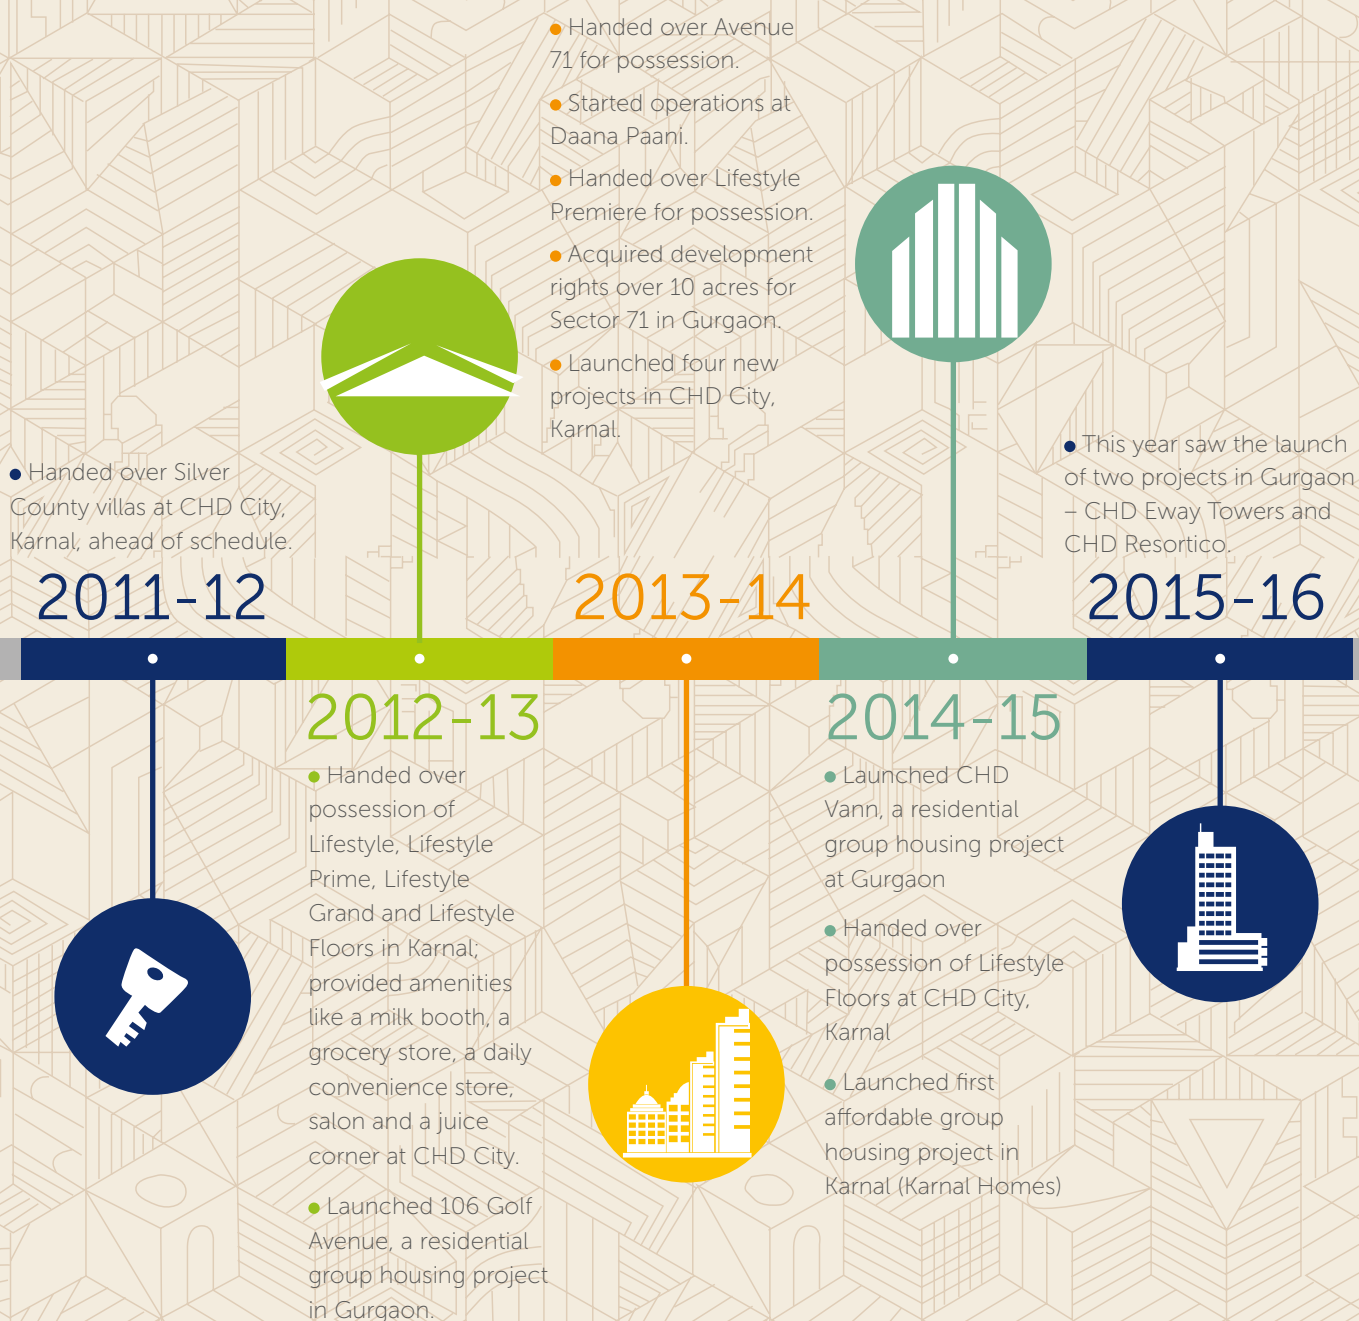 ● Handed over Silver
County villas at CHD City,
Karnal, ahead of schedule.
2011-12
2012-13
● Handed over
possession of
Lifestyle, Lifestyle
Prime, Lifestyle
Grand and Lifestyle
Floors in Karnal;
provided amenities
like a milk booth, a
grocery store, a daily
convenience store,
salon and a juice
corner at CHD City.
● Launched 106 Golf
Avenue, a residential
group housing project
in Gurgaon.
● Handed over Avenue
71 for possession.
● Started operations at
Daana Paani.
● Handed over Lifestyle
Premiere for possession.
● Acquired development
rights over 10 acres for
Sector 71 in Gurgaon.
● Launched four new
projects in CHD City,
Karnal.
2013-14
2014-15
● Launched CHD
Vann, a residential
group housing project
at Gurgaon
● Handed over
possession of Lifestyle
Floors at CHD City,
Karnal
● Launched first
affordable group
housing project in
Karnal (Karnal Homes)
● This year saw the launch
of two projects in Gurgaon
– CHD Eway Towers and
CHD Resortico.
2015-16